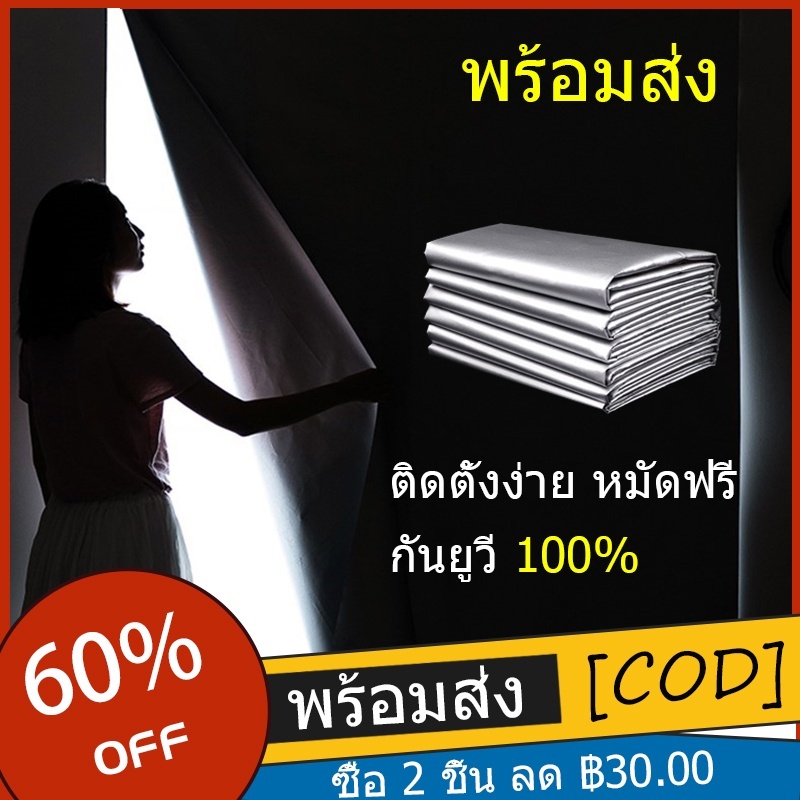 พร้อมส่ง
ติดตั้งง่าย หมัดฟรี
กันยูวี 100%
60%
OFF
พร้อมส่ง [COD]
ซื้อ 2 ชิ้น ลด ฿30.00